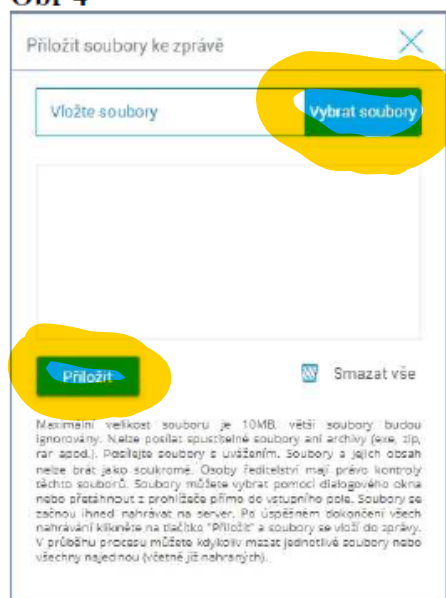 Obr 4
Přiložit soubory ke zprávě
Vložte soubory
Vybrat soubory
Přiložit
Smazat vše
Maximální velikost souboru je 10MB, větší soubory budou
ignorovány. Nelze posílat spustitelné soubory ani archivy (exe, zip,
rar apod.). Posílejte soubory s uvážením. Soubory a jejich obsah
nelze brát jako soukromé. Osoby ředitelství mají právo kontroly
těchto souborů. Soubory můžete vybrat pomocí dialogového okna
nebo přetáhnout z prohlížeče přímo do vstupního pole. Soubory se
začnou ihned nahrávat na server. Po úspěšném dokončení všech
nahrávání klikněte na tlačítko "Přiložit" a soubory se vloží do zprávy.
V průběhu procesu můžete kdykoliv mazat jednotlivé soubory nebo
všechny najednou (včetně již nahraných).